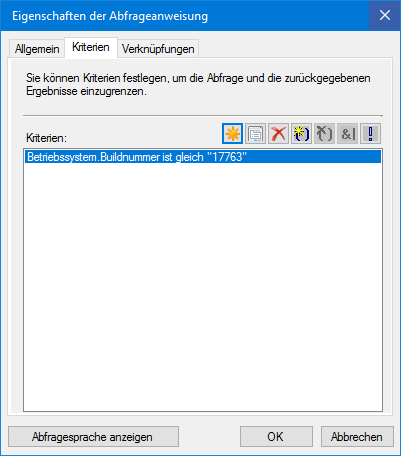 Eigenschaften der Abfrageanweisung
Allgemein Kriterien Verknüpfungen
Sie können Kriterien festlegen, um die Abfrage und die zurückgegebenen
Ergebnisse einzugrenzen.
Kriterien: &| !
Betriebssystem.Buildnummer ist gleich "17763"
Abfragesprache anzeigen OK Abbrechen